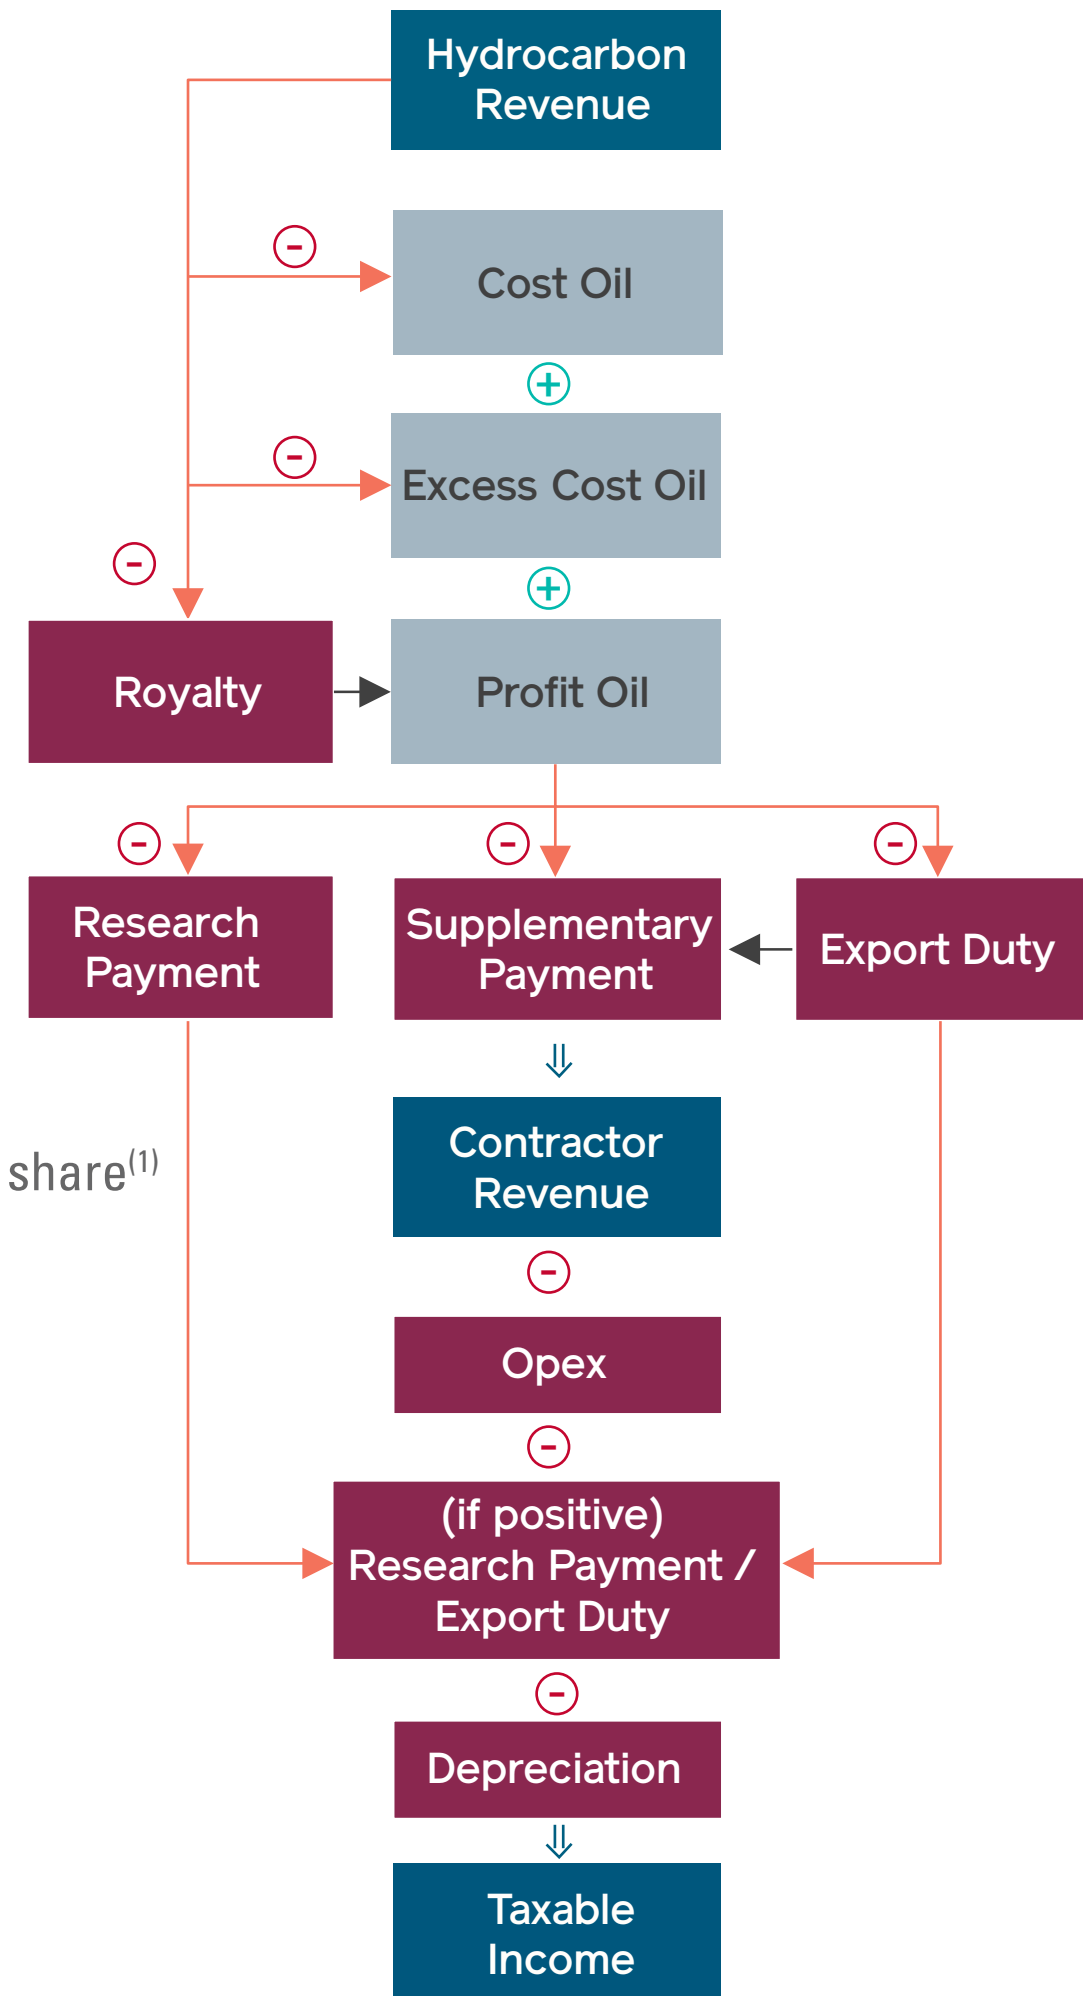 Hydrocarbon
Revenue
-
Cost Oil
+
-
Excess Cost Oil
+
-
Royalty
Profit Oil
-
-
-
Research
Payment
Supplementary
Payment
Export Duty
⇓
share(1)
Contractor
Revenue
-
Opex
-
(if positive)
Research Payment /
Export Duty
-
Depreciation
⇓
Taxable
Income